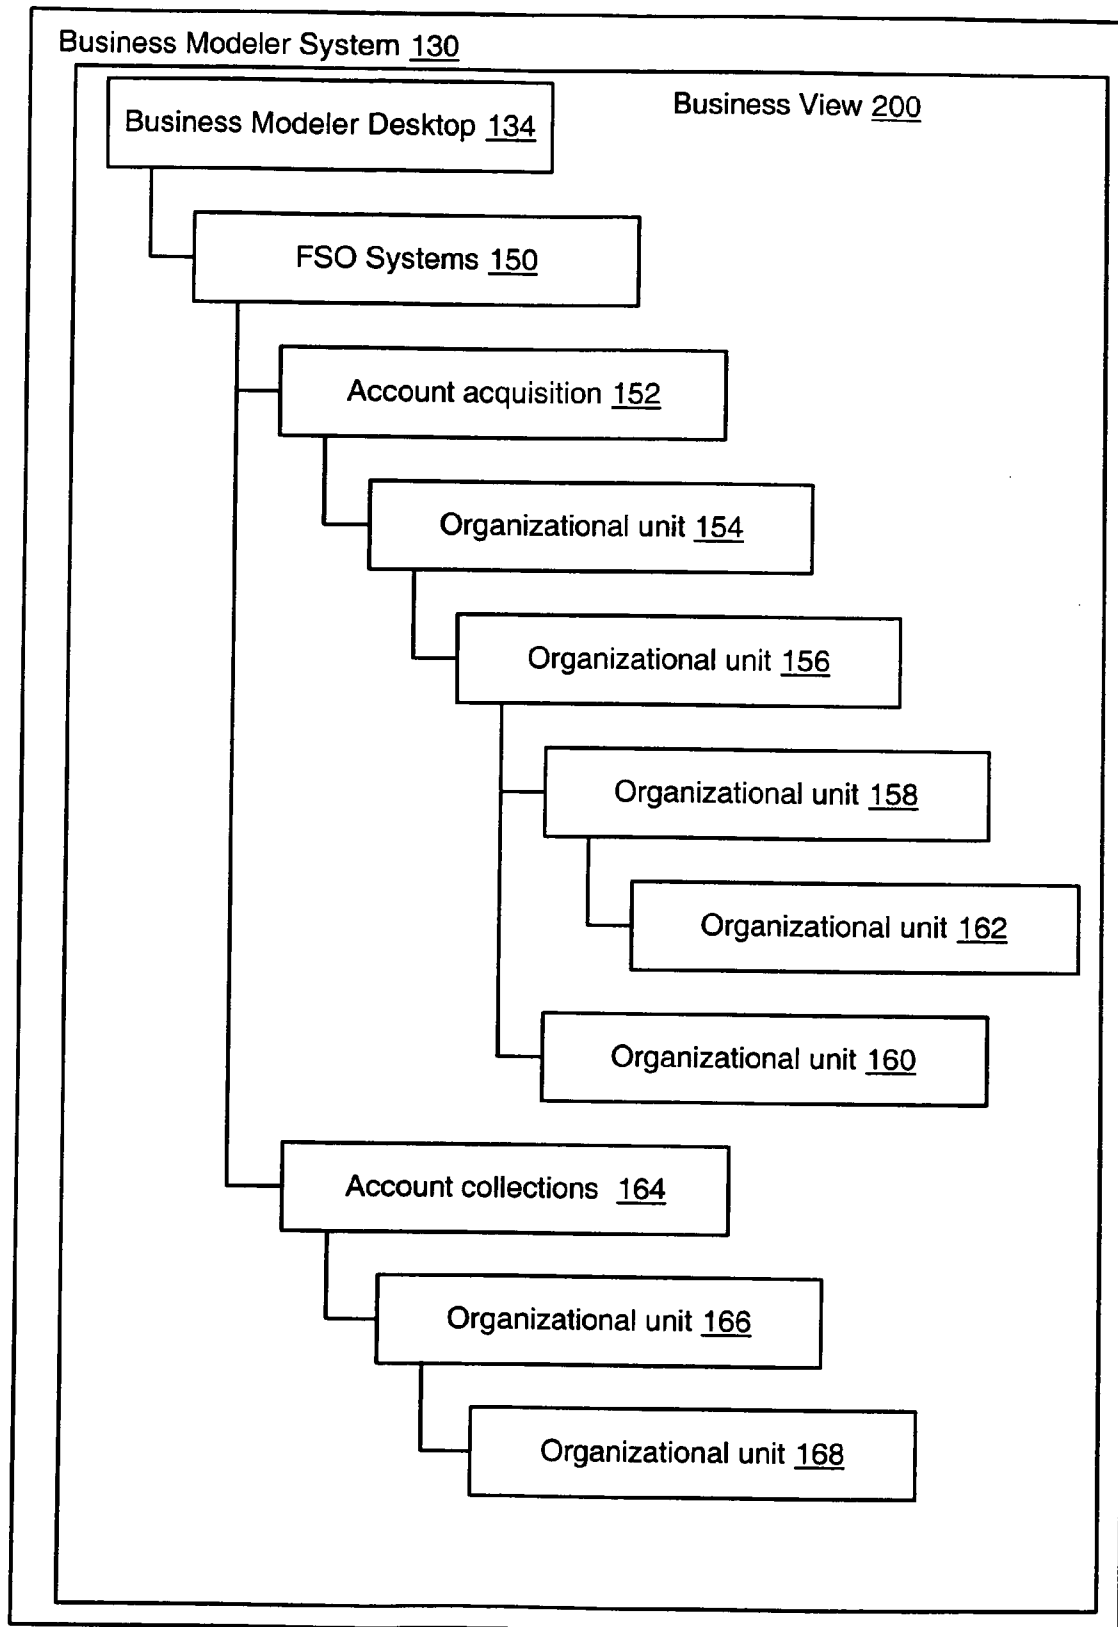 Business Modeler System 130
Business View 200
Business Modeler Desktop 134
FSO Systems 150
Account acquisition 152
Organizational unit 154
Organizational unit 156
Organizational unit 158
Organizational unit 162
Organizational unit 160
Account collections 164
Organizational unit 166
Organizational unit 168